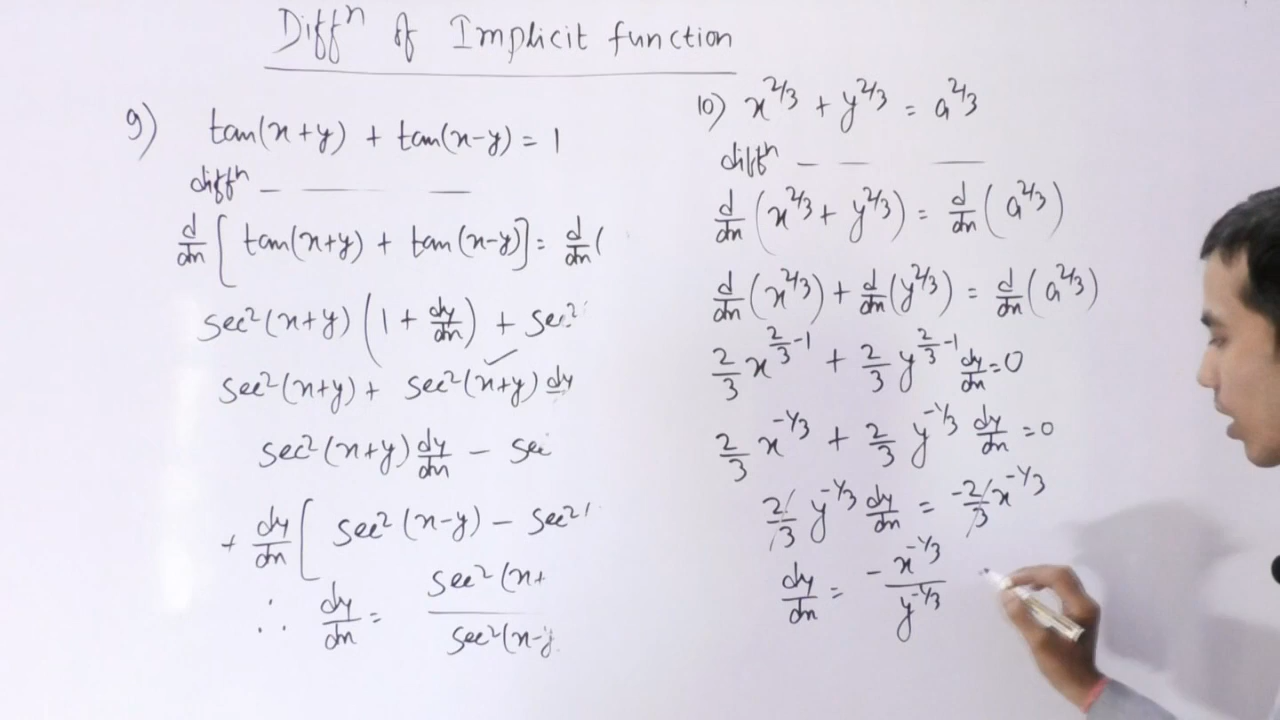 Diffⁿ of Implicit function
9) tan(x+y) + tan(x-y) = 1
diffⁿ — — —
d/dx [ tan(x+y) + tan(x-y)] = d/dx (
sec²(x+y) (1 + dy/dx) + sec²
sec²(x+y) + sec²(x+y) dy
sec²(x+y) dy/dx - sec
+ dy/dx [ sec²(x-y) - sec²
∴ dy/dx = sec²(x+ / sec²(x-y
10) x^2/3 + y^2/3 = a^2/3
diffⁿ — — —
d/dx (x^2/3 + y^2/3) = d/dx (a^2/3)
d/dx (x^2/3) + d/dx (y^2/3) = d/dx (a^2/3)
2/3 x^(2/3 -1) + 2/3 y^(2/3 -1) dy/dx = 0
2/3 x^-1/3 + 2/3 y^-1/3 dy/dx = 0
2/3 y^-1/3 dy/dx = -2/3 x^-1/3
dy/dx = - x^-1/3 / y^-1/3